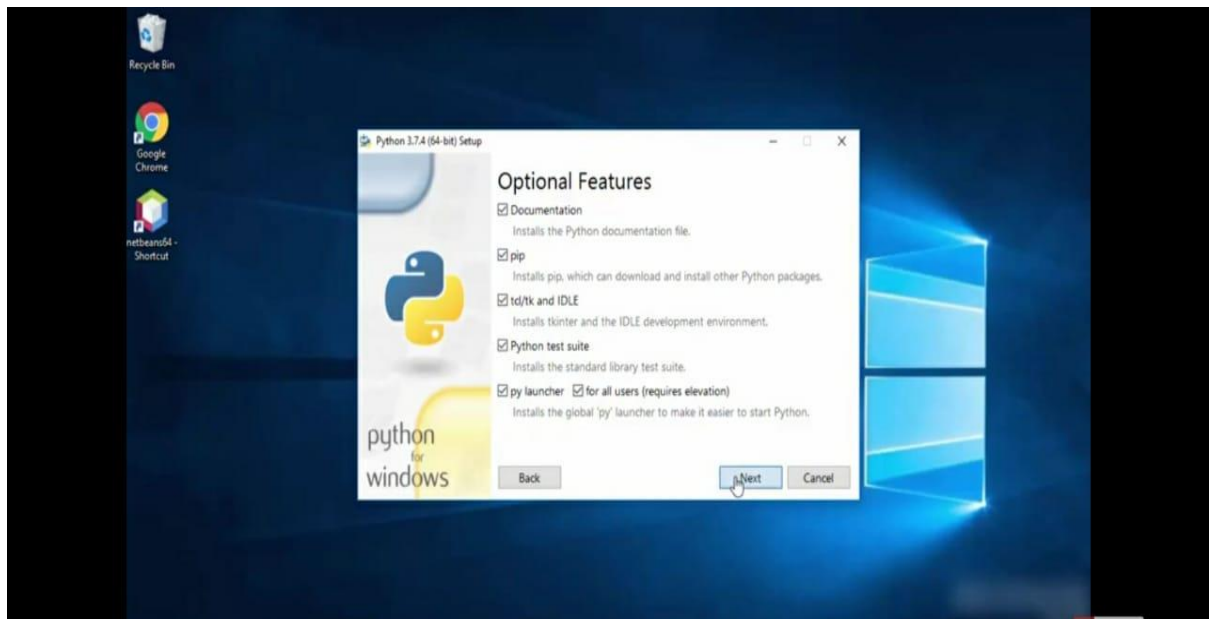 Recycle Bin
Google
Chrome
netbeans64 -
Shortcut
Python 3.7.4 (64-bit) Setup
Optional Features
Documentation
Installs the Python documentation file.
pip
Installs pip, which can download and install other Python packages.
td/tk and IDLE
Installs tkinter and the IDLE development environment.
Python test suite
Installs the standard library test suite.
py launcher for all users (requires elevation)
Installs the global 'py' launcher to make it easier to start Python.
python
for
windows
Back Next Cancel